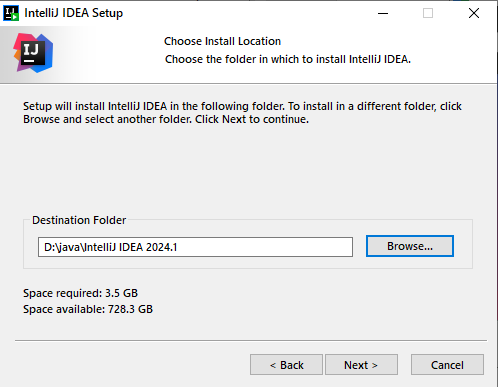 IntelliJ IDEA Setup
IJ
Choose Install Location
Choose the folder in which to install IntelliJ IDEA.
Setup will install IntelliJ IDEA in the following folder. To install in a different folder, click
Browse and select another folder. Click Next to continue.
Destination Folder
D:\java\IntelliJ IDEA 2024.1
Browse...
Space required: 3.5 GB
Space available: 728.3 GB
< Back
Next >
Cancel